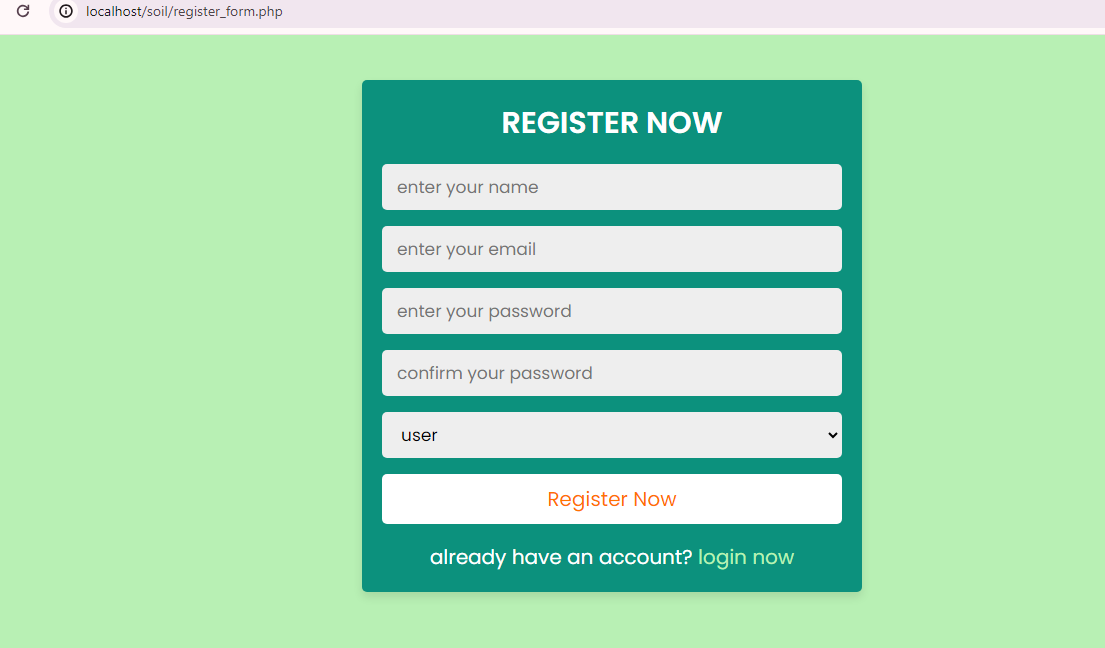 localhost/soil/register_form.php
REGISTER NOW
enter your name
enter your email
enter your password
confirm your password
user
Register Now
already have an account? login now